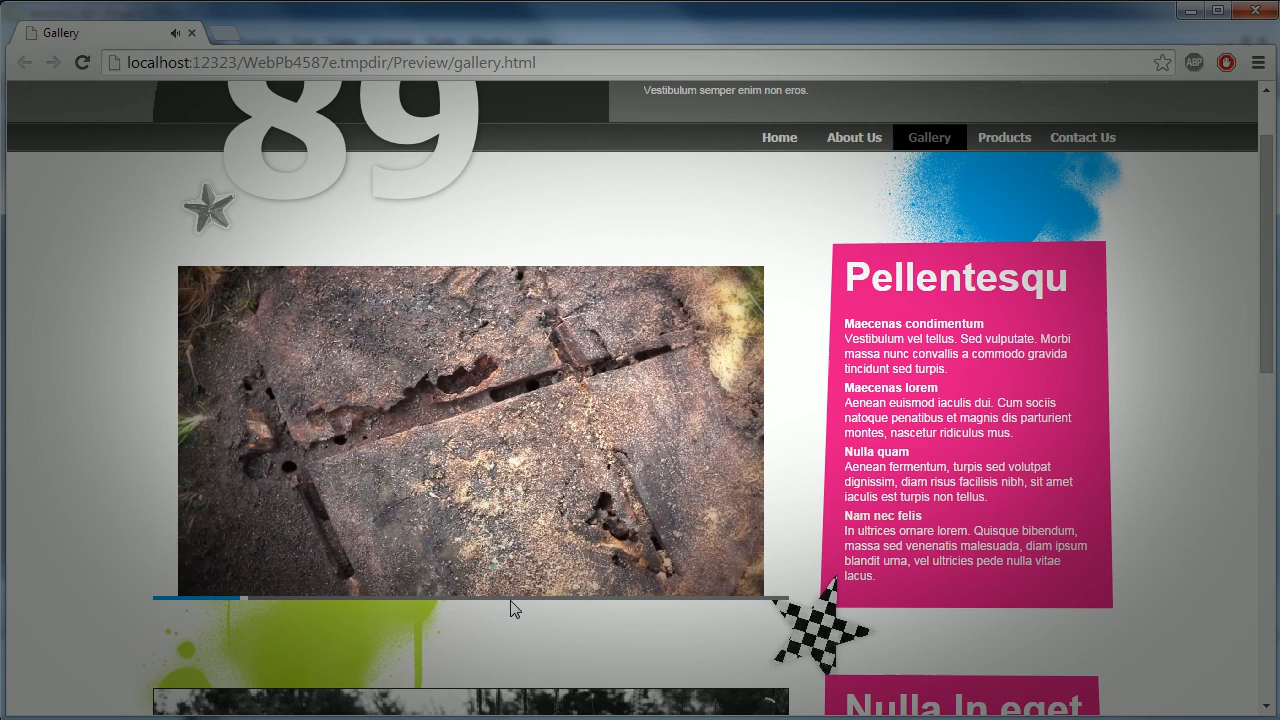 Gallery
localhost:12323/WebPb4587e.tmpdir/Preview/gallery.html
ABP
Vestibulum semper enim non eros.
89
Home About Us Gallery Products Contact Us
Pellentesqu
Maecenas condimentum
Vestibulum vel tellus. Sed vulputate. Morbi
massa nunc convallis a commodo gravida
tincidunt sed turpis.
Maecenas lorem
Aenean euismod iaculis dui. Cum sociis
natoque penatibus et magnis dis parturient
montes, nascetur ridiculus mus.
Nulla quam
Aenean fermentum, turpis sed volutpat
dignissim, diam risus facilisis nibh, sit amet
iaculis est turpis non tellus.
Nam nec felis
In ultrices ornare lorem. Quisque bibendum,
massa sed venenatis malesuada, diam ipsum
blandit urna, vel ultricies pede nulla vitae
lacus.
Nulla In eget